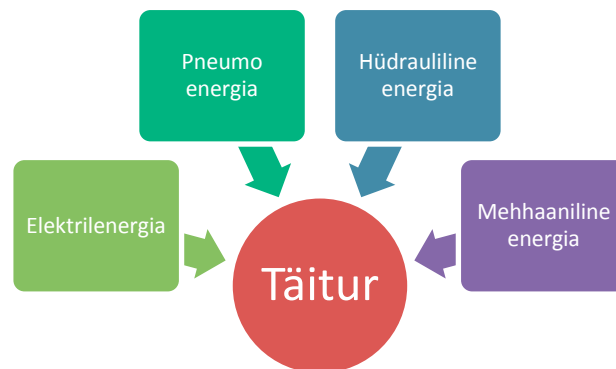 Pneumo
energia
Hüdrauliline
energia
Elektrilenergia
Mehhaaniline
energia
Täitur